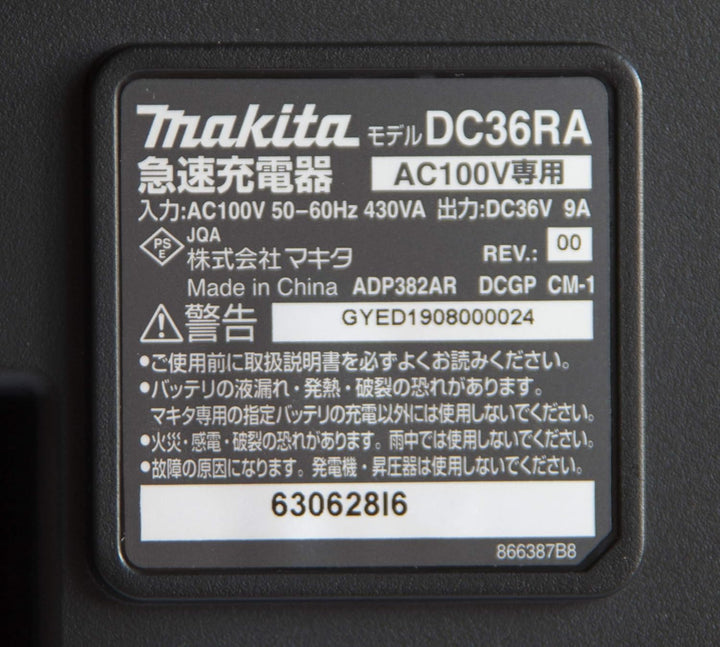 makita モデル DC36RA
急速充電器 AC100V専用
入力:AC100V 50-60Hz 430VA 出力:DC36V 9A
PS E JQA
株式会社マキタ REV.: 00
Made in China ADP382AR DCGP CM-1
警告 GYED1908000024
•ご使用前に取扱説明書を必ずよくお読みください。
•バッテリの液漏れ・発熱・破裂の恐れがあります。
マキタ専用の指定バッテリの充電以外には使用しないでください。
•火災・感電・破裂の恐れがあります。雨中では使用しないでください。
•故障の原因になります。発電機・昇圧器は使用しないでください。
630628I6
866387B8